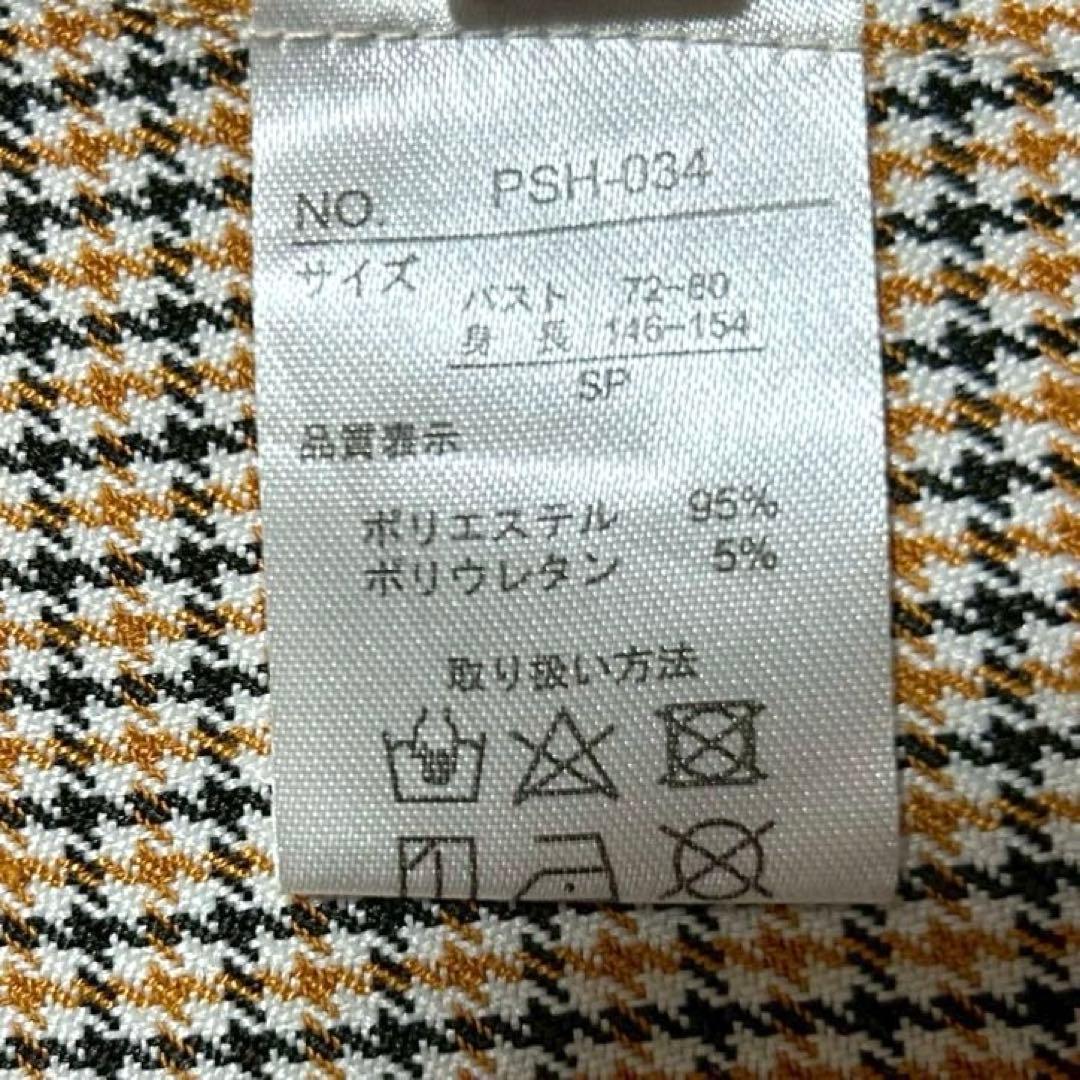 NO. PSH-034
サイズ バスト 72-80
身長 146-154
SP
品質表示
ポリエステル 95%
ポリウレタン 5%
取り扱い方法